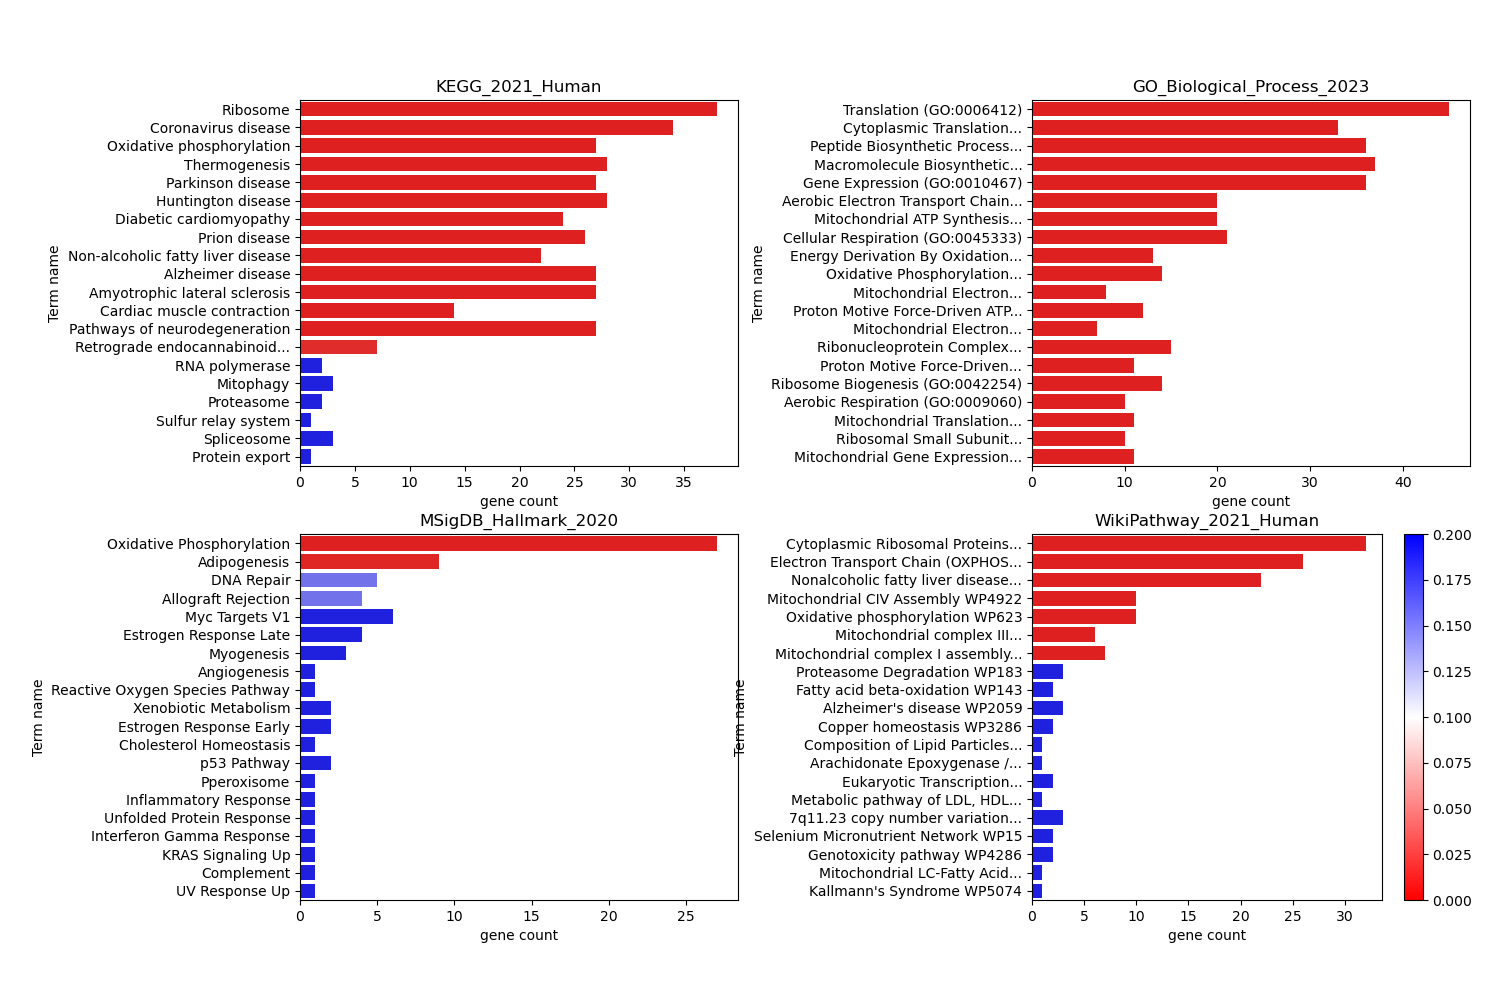 KEGG_2021_Human
Term name
Ribosome
Coronavirus disease
Oxidative phosphorylation
Thermogenesis
Parkinson disease
Huntington disease
Diabetic cardiomyopathy
Prion disease
Non-alcoholic fatty liver disease
Alzheimer disease
Amyotrophic lateral sclerosis
Cardiac muscle contraction
Pathways of neurodegeneration
Retrograde endocannabinoid...
RNA polymerase
Mitophagy
Proteasome
Sulfur relay system
Spliceosome
Protein export
0 5 10 15 20 25 30 35
gene count
GO_Biological_Process_2023
Term name
Translation (GO:0006412)
Cytoplasmic Translation...
Peptide Biosynthetic Process...
Macromolecule Biosynthetic...
Gene Expression (GO:0010467)
Aerobic Electron Transport Chain...
Mitochondrial ATP Synthesis...
Cellular Respiration (GO:0045333)
Energy Derivation By Oxidation...
Oxidative Phosphorylation...
Mitochondrial Electron...
Proton Motive Force-Driven ATP...
Mitochondrial Electron...
Ribonucleoprotein Complex...
Proton Motive Force-Driven...
Ribosome Biogenesis (GO:0042254)
Aerobic Respiration (GO:0009060)
Mitochondrial Translation...
Ribosomal Small Subunit...
Mitochondrial Gene Expression...
0 10 20 30 40
gene count
MSigDB_Hallmark_2020
Term name
Oxidative Phosphorylation
Adipogenesis
DNA Repair
Allograft Rejection
Myc Targets V1
Estrogen Response Late
Myogenesis
Angiogenesis
Reactive Oxygen Species Pathway
Xenobiotic Metabolism
Estrogen Response Early
Cholesterol Homeostasis
p53 Pathway
Pperoxisome
Inflammatory Response
Unfolded Protein Response
Interferon Gamma Response
KRAS Signaling Up
Complement
UV Response Up
0 5 10 15 20 25
gene count
WikiPathway_2021_Human
Term name
Cytoplasmic Ribosomal Proteins...
Electron Transport Chain (OXPHOS...
Nonalcoholic fatty liver disease...
Mitochondrial CIV Assembly WP4922
Oxidative phosphorylation WP623
Mitochondrial complex III...
Mitochondrial complex I assembly...
Proteasome Degradation WP183
Fatty acid beta-oxidation WP143
Alzheimer's disease WP2059
Copper homeostasis WP3286
Composition of Lipid Particles...
Arachidonate Epoxygenase /...
Eukaryotic Transcription...
Metabolic pathway of LDL, HDL...
7q11.23 copy number variation...
Selenium Micronutrient Network WP15
Genotoxicity pathway WP4286
Mitochondrial LC-Fatty Acid...
Kallmann's Syndrome WP5074
0 5 10 15 20 25 30
gene count
0.200
0.175
0.150
0.125
0.100
0.075
0.050
0.025
0.000